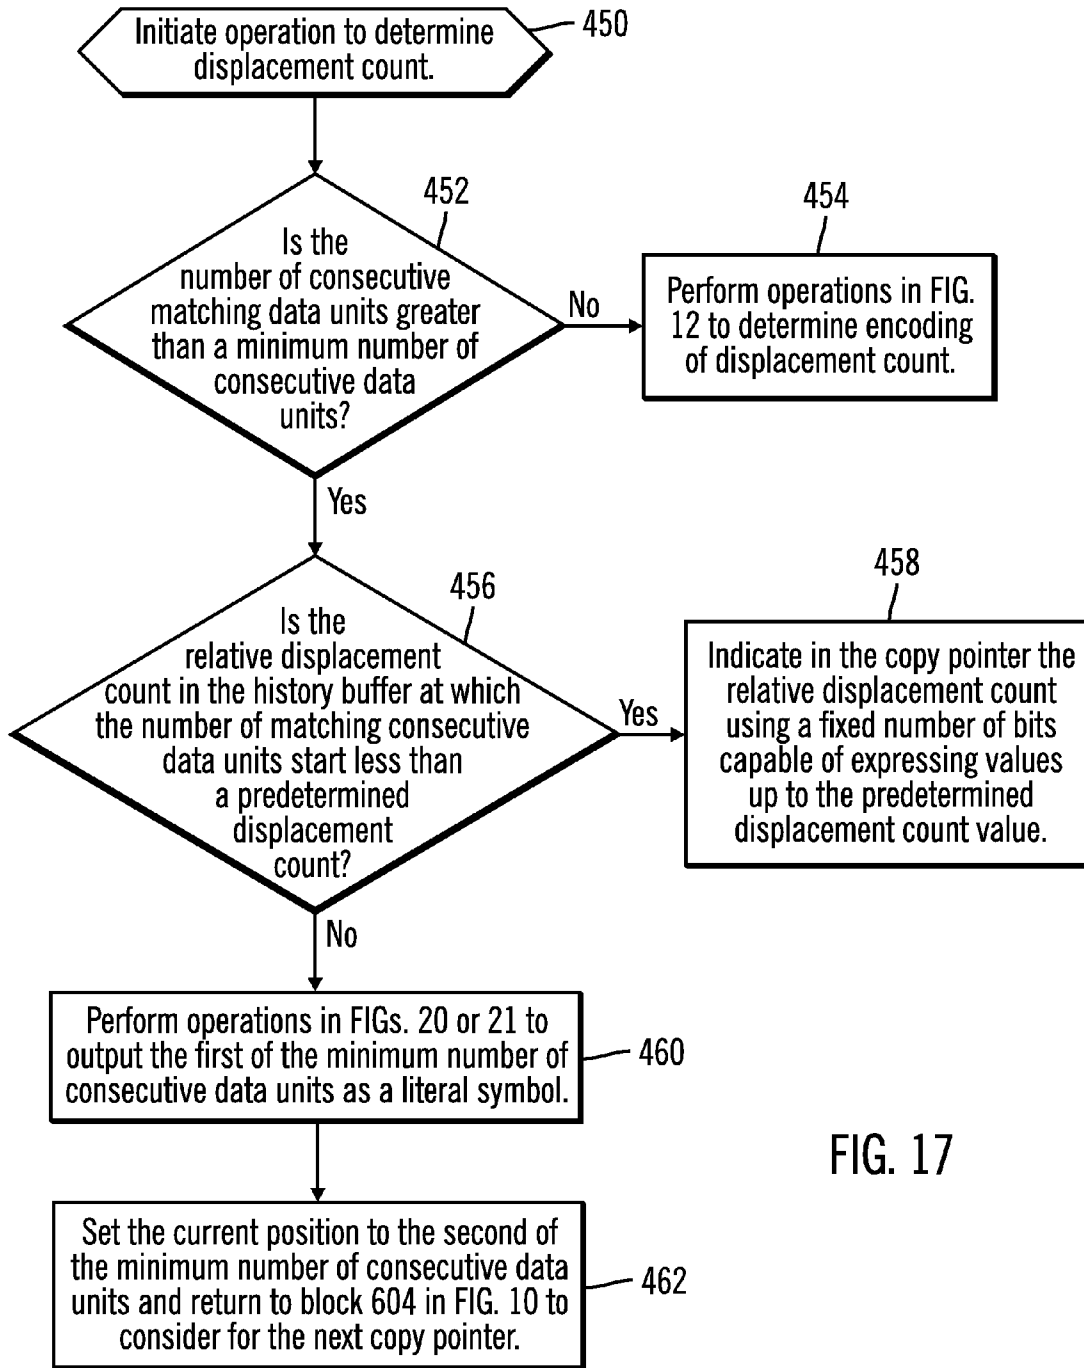 Initiate operation to determine
displacement count.
450
452
Is the
number of consecutive
matching data units greater
than a minimum number of
consecutive data
units?
No
454
Perform operations in FIG.
12 to determine encoding
of displacement count.
Yes
456
Is the
relative displacement
count in the history buffer at which
the number of matching consecutive
data units start less than
a predetermined
displacement
count?
Yes
458
Indicate in the copy pointer the
relative displacement count
using a fixed number of bits
capable of expressing values
up to the predetermined
displacement count value.
No
Perform operations in FIGs. 20 or 21 to
output the first of the minimum number of
consecutive data units as a literal symbol.
460
Set the current position to the second of
the minimum number of consecutive data
units and return to block 604 in FIG. 10 to
consider for the next copy pointer.
462
FIG. 17